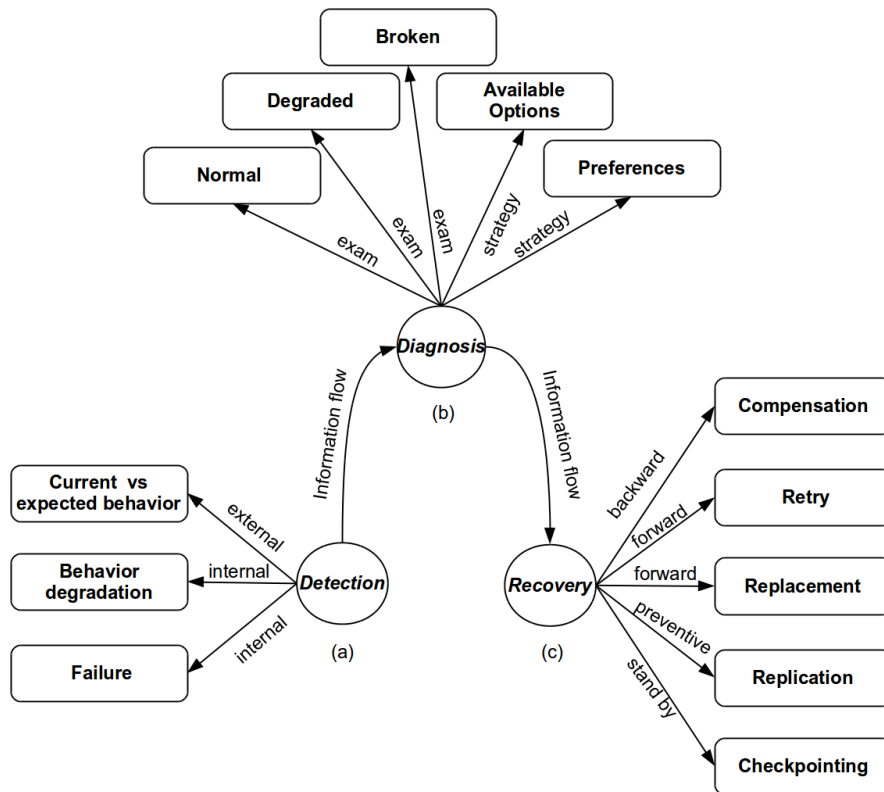 Broken
Degraded
Available
Options
Normal
Preferences
exam
exam
exam
strategy
strategy
Diagnosis
(b)
Information flow
Information flow
Compensation
Current vs
expected behavior
Retry
Behavior
degradation
Replacement
Failure
Replication
Checkpointing
external
internal
internal
Detection
(a)
backward
forward
forward
preventive
stand by
Recovery
(c)